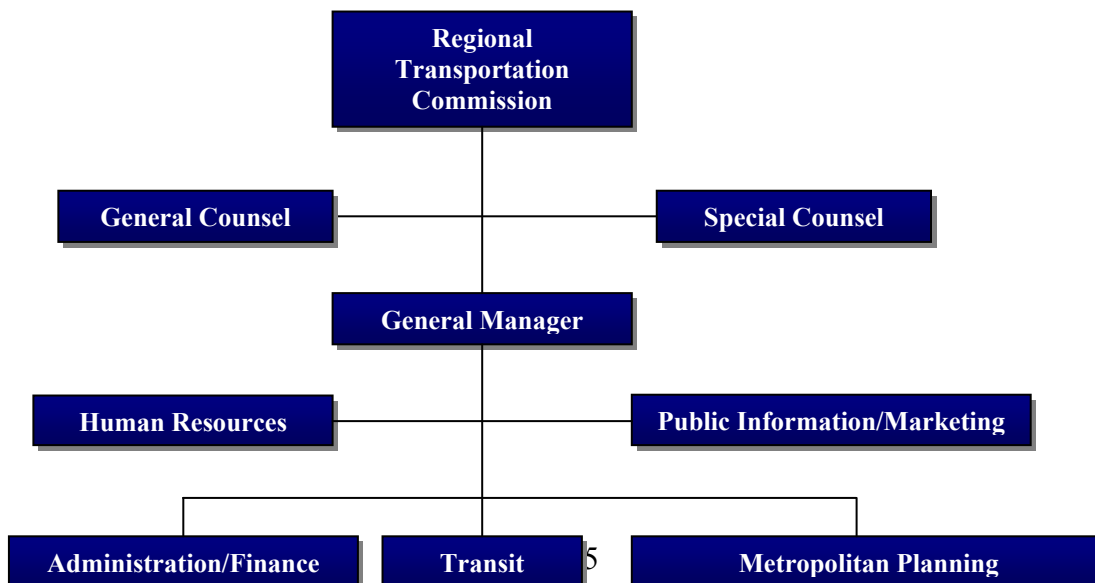 Regional
Transportation
Commission
General Counsel
Special Counsel
General Manager
Human Resources
Public Information/Marketing
Administration/Finance
Transit
5
Metropolitan Planning